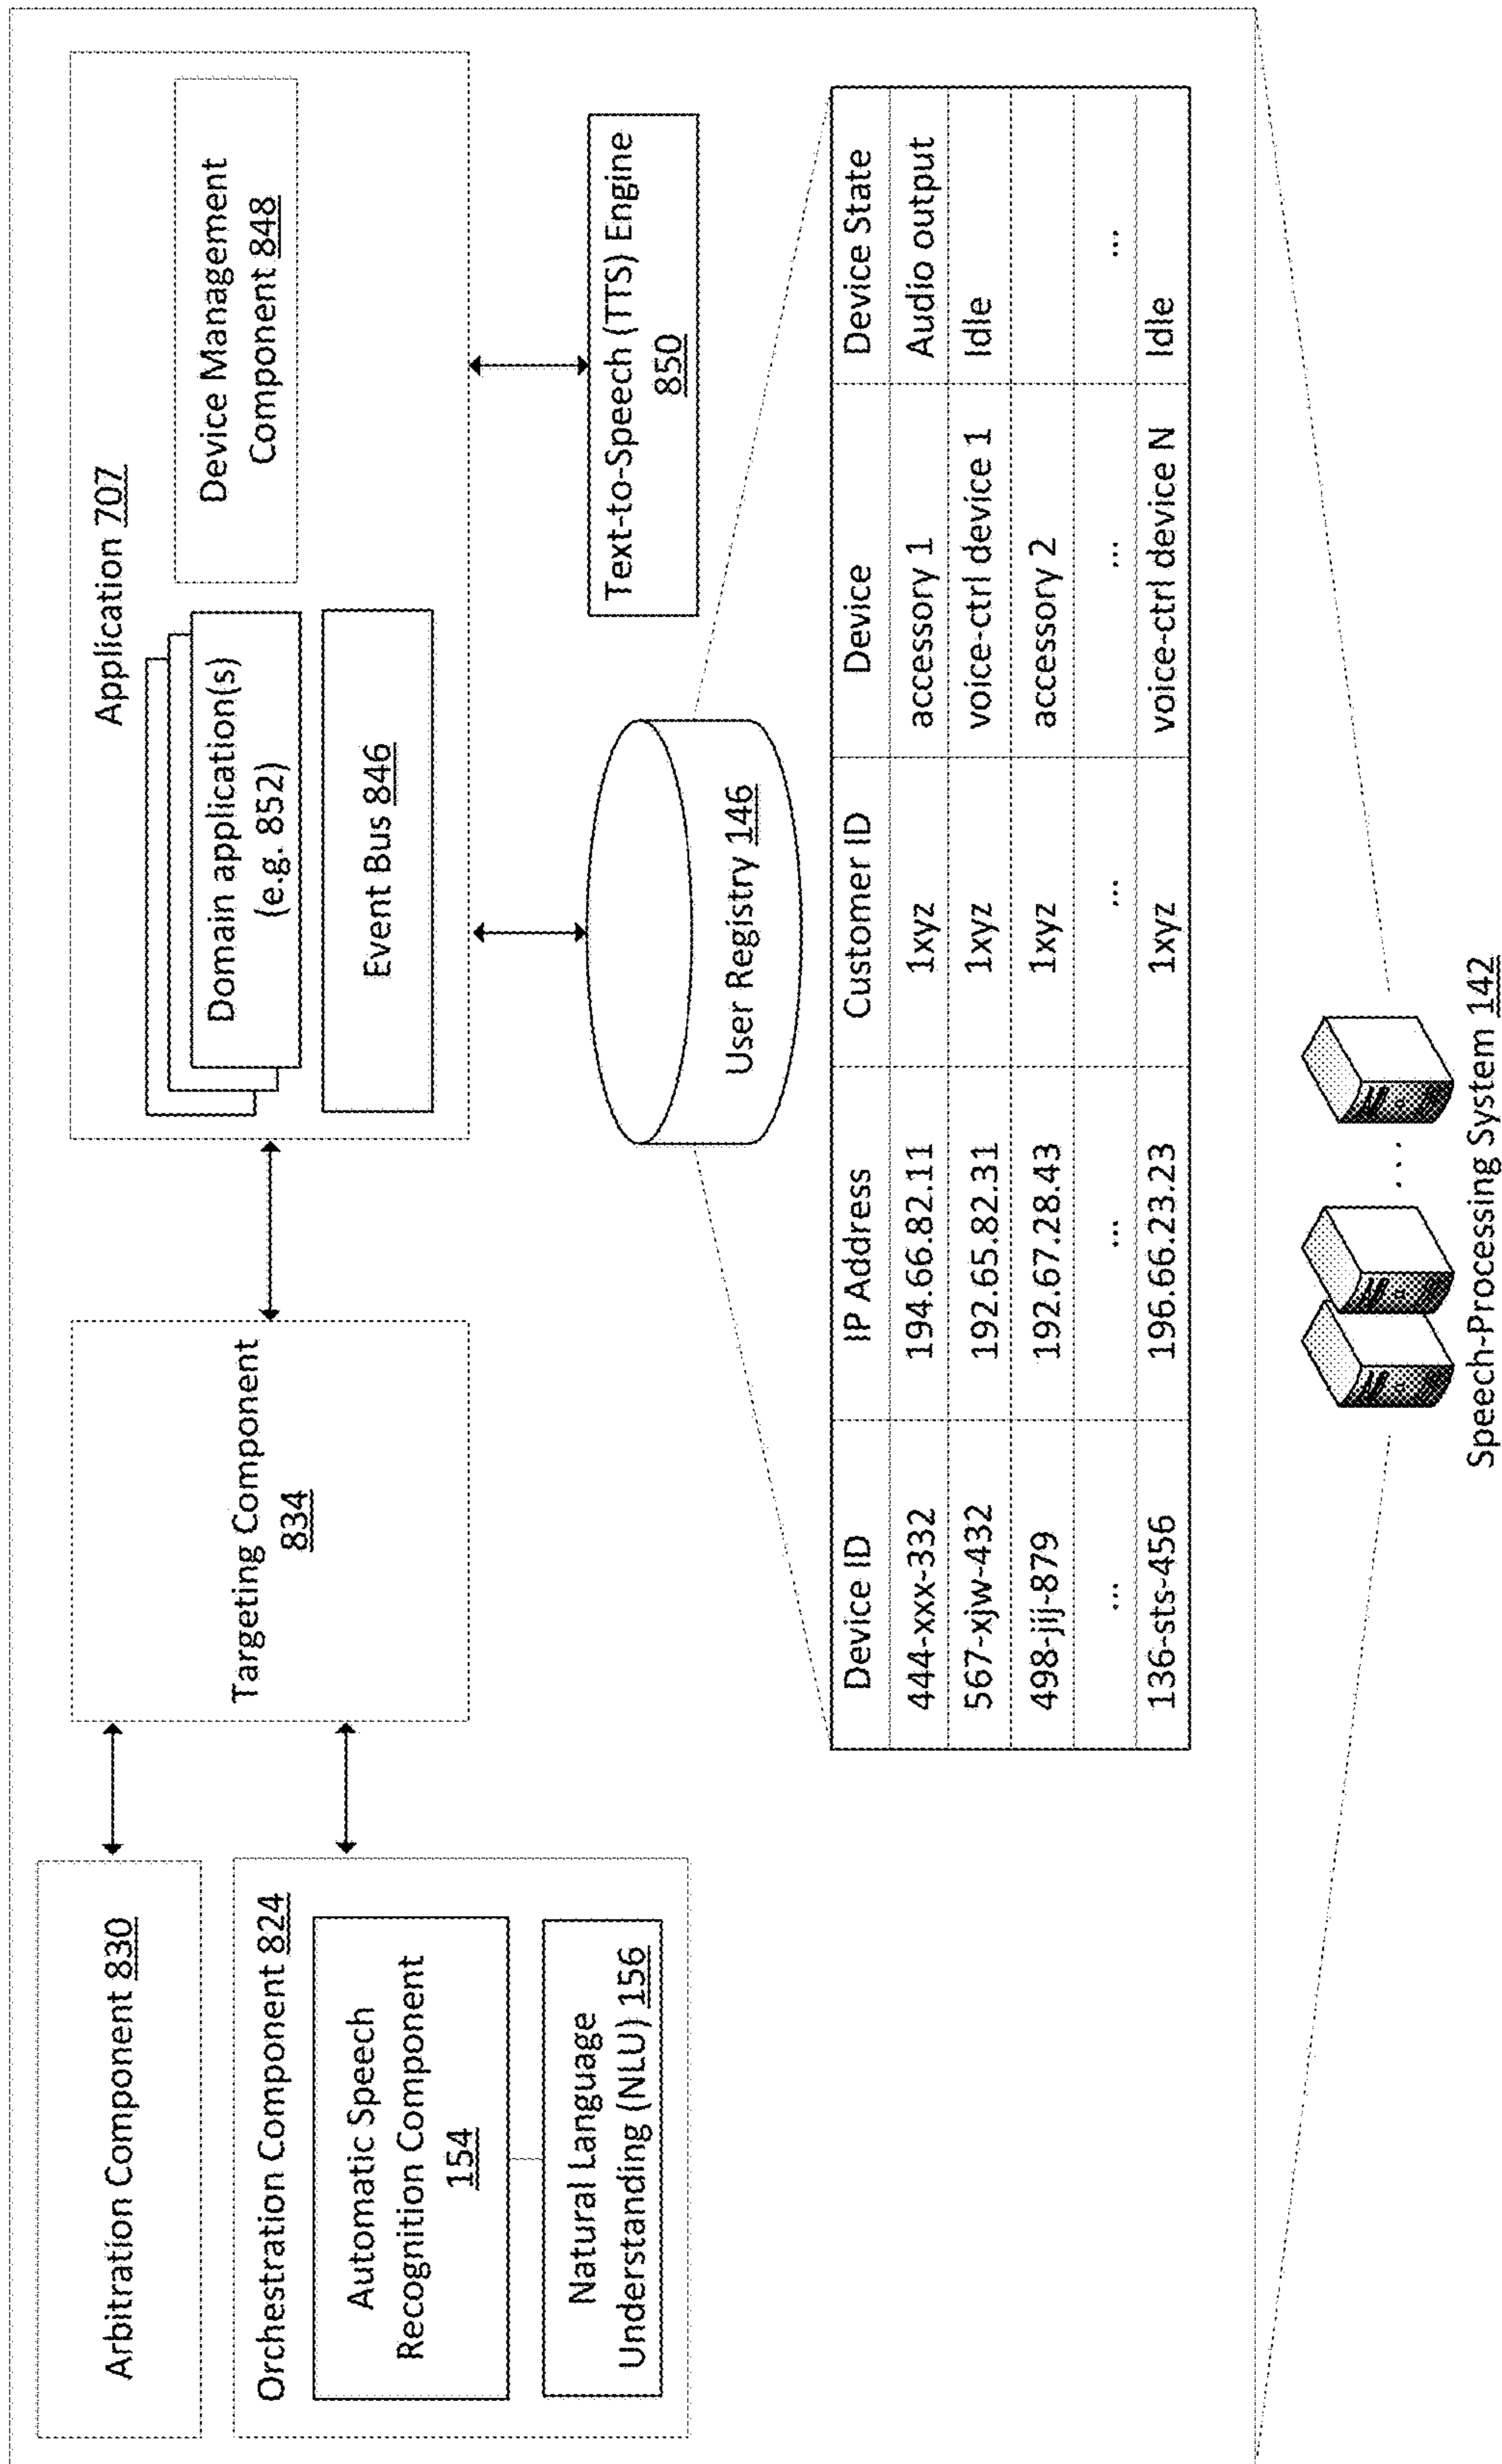 Arbitration Component 830
Orchestration Component 824
Automatic Speech
Recognition Component
154
Natural Language
Understanding (NLU) 156
Targeting Component
834
Application 707
Domain application(s)
(e.g. 852)
Event Bus 846
Device Management
Component 848
Text-to-Speech (TTS) Engine
850
User Registry 146
Device ID IP Address Customer ID Device Device State
444-xxx-332 194.66.82.11 1xyz accessory 1 Audio output
567-xjw-432 192.65.82.31 1xyz voice-ctrl device 1 Idle
498-jij-879 192.67.28.43 1xyz accessory 2
... ... ... ... ...
136-sts-456 196.66.23.23 1xyz voice-ctrl device N Idle
...
Speech-Processing System 142